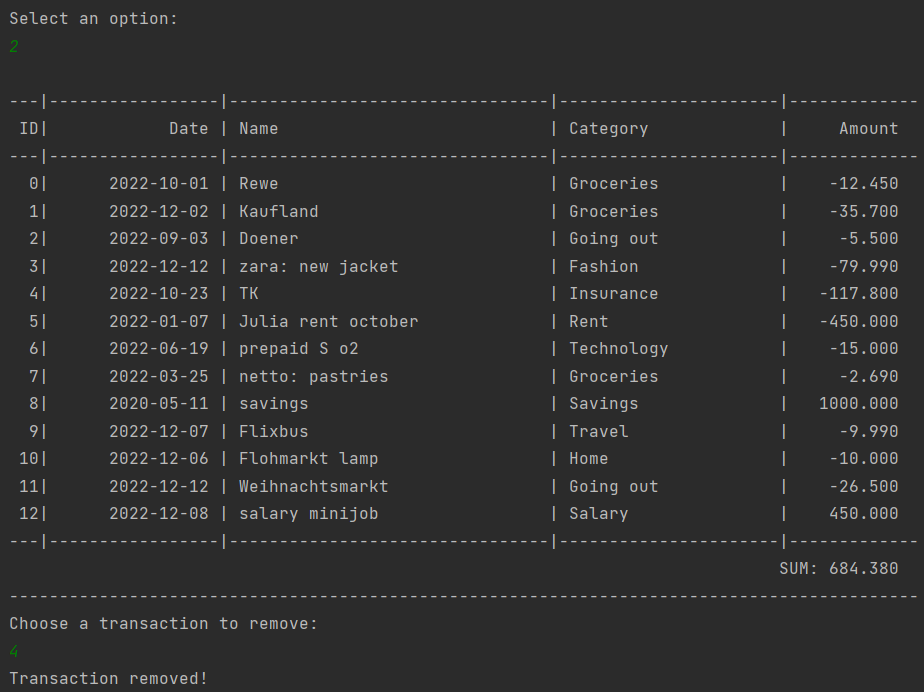 Select an option:
2
---|-----------------|--------------------------------|----------------------|-------------
 ID|            Date | Name                           | Category             |     Amount
---|-----------------|--------------------------------|----------------------|-------------
  0|      2022-10-01 | Rewe                           | Groceries            |    -12.450
  1|      2022-12-02 | Kaufland                       | Groceries            |    -35.700
  2|      2022-09-03 | Doener                         | Going out            |     -5.500
  3|      2022-12-12 | zara: new jacket               | Fashion              |    -79.990
  4|      2022-10-23 | TK                             | Insurance            |   -117.800
  5|      2022-01-07 | Julia rent october             | Rent                 |   -450.000
  6|      2022-06-19 | prepaid S o2                   | Technology           |    -15.000
  7|      2022-03-25 | netto: pastries                | Groceries            |     -2.690
  8|      2020-05-11 | savings                        | Savings              |   1000.000
  9|      2022-12-07 | Flixbus                        | Travel               |     -9.990
 10|      2022-12-06 | Flohmarkt lamp                 | Home                 |    -10.000
 11|      2022-12-12 | Weihnachtsmarkt                | Going out            |    -26.500
 12|      2022-12-08 | salary minijob                 | Salary               |    450.000
---|-----------------|--------------------------------|----------------------|-------------
                                                                             SUM: 684.380
-------------------------------------------------------------------------------------------
Choose a transaction to remove:
4
Transaction removed!